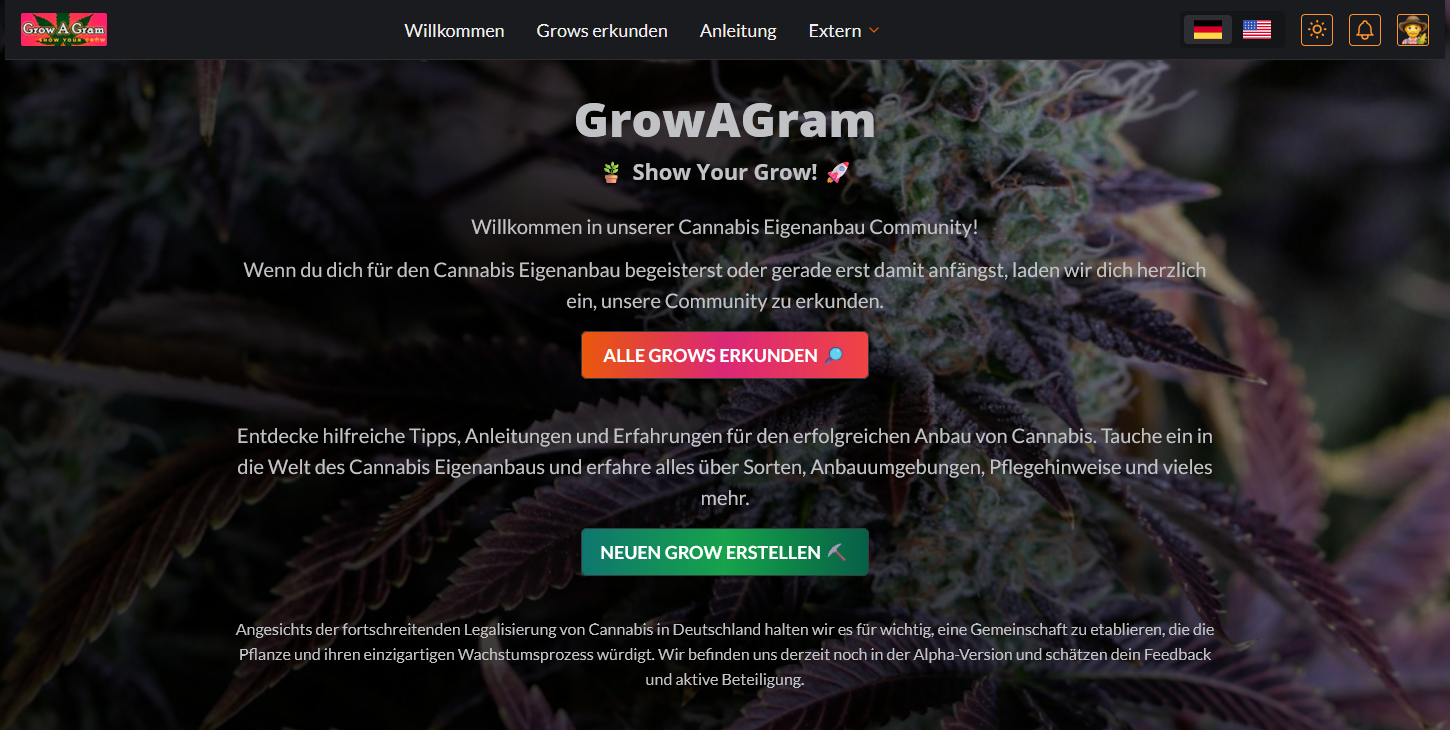 Grow A Gram
SHOW YOUR GROW
Willkommen
Grows erkunden
Anleitung
Extern
GrowAGram
Show Your Grow!
Willkommen in unserer Cannabis Eigenanbau Community!
Wenn du dich für den Cannabis Eigenanbau begeisterst oder gerade erst damit anfängst, laden wir dich herzlich
ein, unsere Community zu erkunden.
ALLE GROWS ERKUNDEN
Entdecke hilfreiche Tipps, Anleitungen und Erfahrungen für den erfolgreichen Anbau von Cannabis. Tauche ein in
die Welt des Cannabis Eigenanbaus und erfahre alles über Sorten, Anbauumgebungen, Pflegehinweise und vieles
mehr.
NEUEN GROW ERSTELLEN
Angesichts der fortschreitenden Legalisierung von Cannabis in Deutschland halten wir es für wichtig, eine Gemeinschaft zu etablieren, die die
Pflanze und ihren einzigartigen Wachstumsprozess würdigt. Wir befinden uns derzeit noch in der Alpha-Version und schätzen dein Feedback
und aktive Beteiligung.